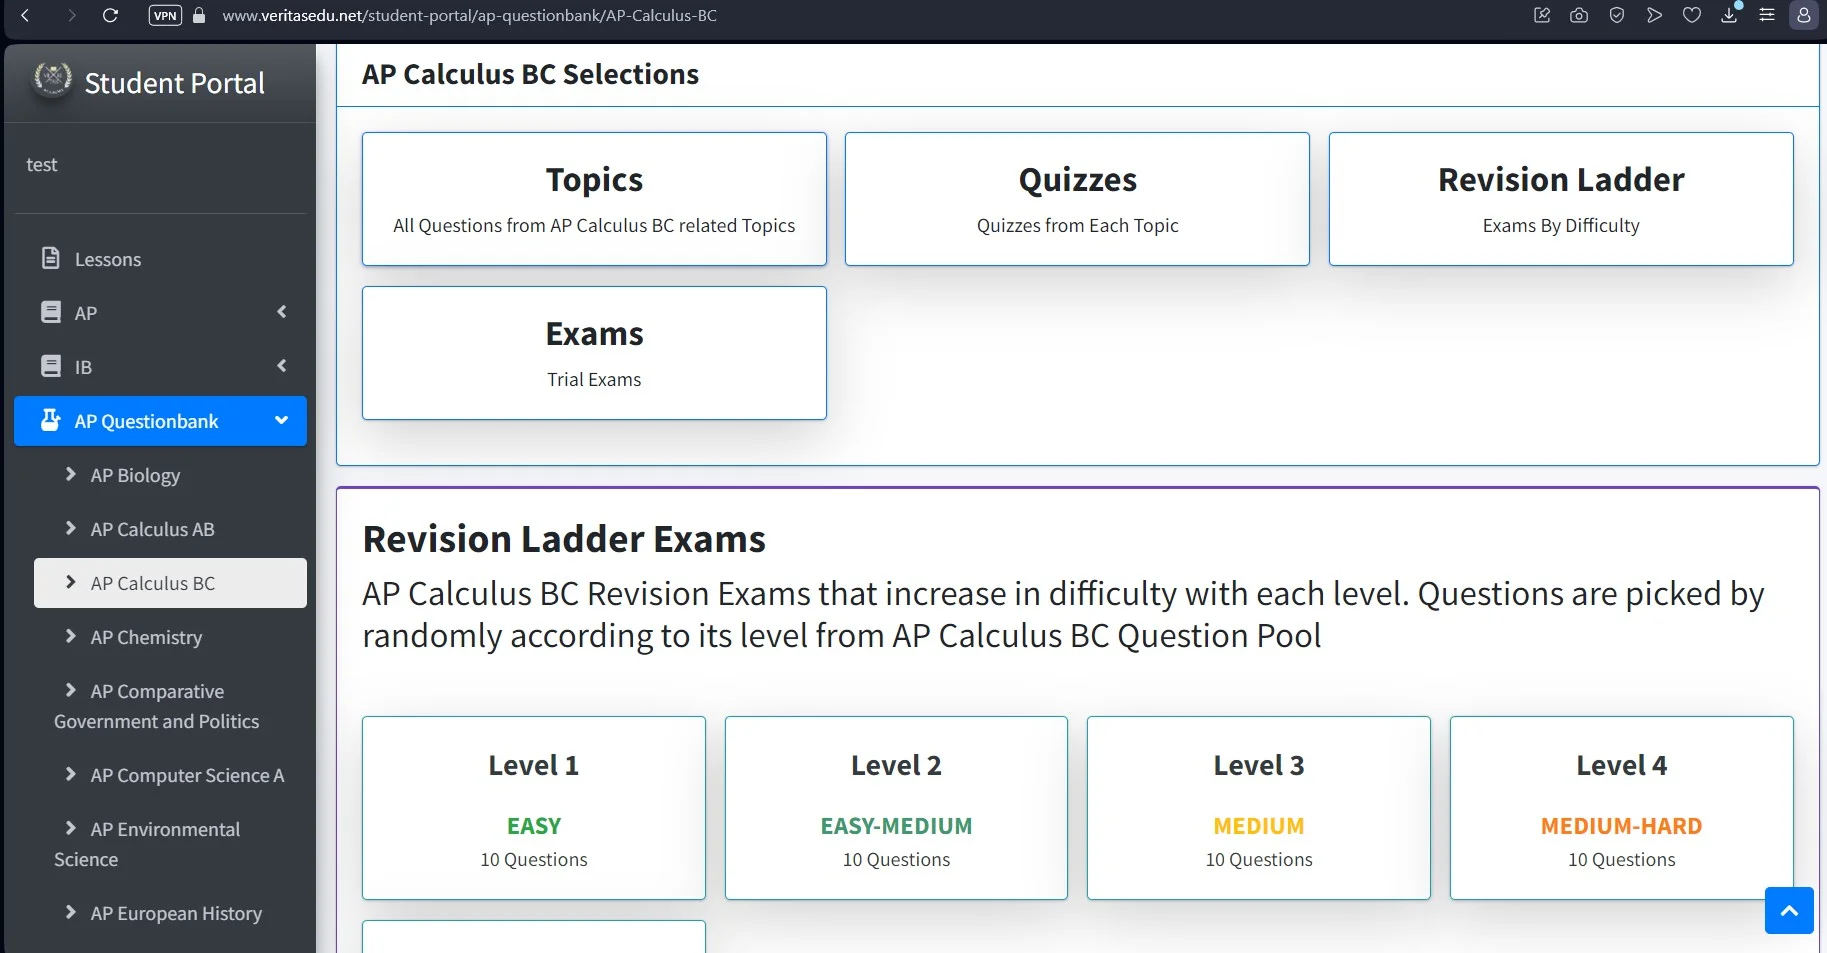 VPN
www.veritasedu.net/student-portal/ap-questionbank/AP-Calculus-BC
Student Portal
test
Lessons
AP
IB
AP Questionbank
AP Biology
AP Calculus AB
AP Calculus BC
AP Chemistry
AP Comparative
Government and Politics
AP Computer Science A
AP Environmental
Science
AP European History
AP Calculus BC Selections
Topics
All Questions from AP Calculus BC related Topics
Quizzes
Quizzes from Each Topic
Revision Ladder
Exams By Difficulty
Exams
Trial Exams
Revision Ladder Exams
AP Calculus BC Revision Exams that increase in difficulty with each level. Questions are picked by
randomly according to its level from AP Calculus BC Question Pool
Level 1
EASY
10 Questions
Level 2
EASY-MEDIUM
10 Questions
Level 3
MEDIUM
10 Questions
Level 4
MEDIUM-HARD
10 Questions